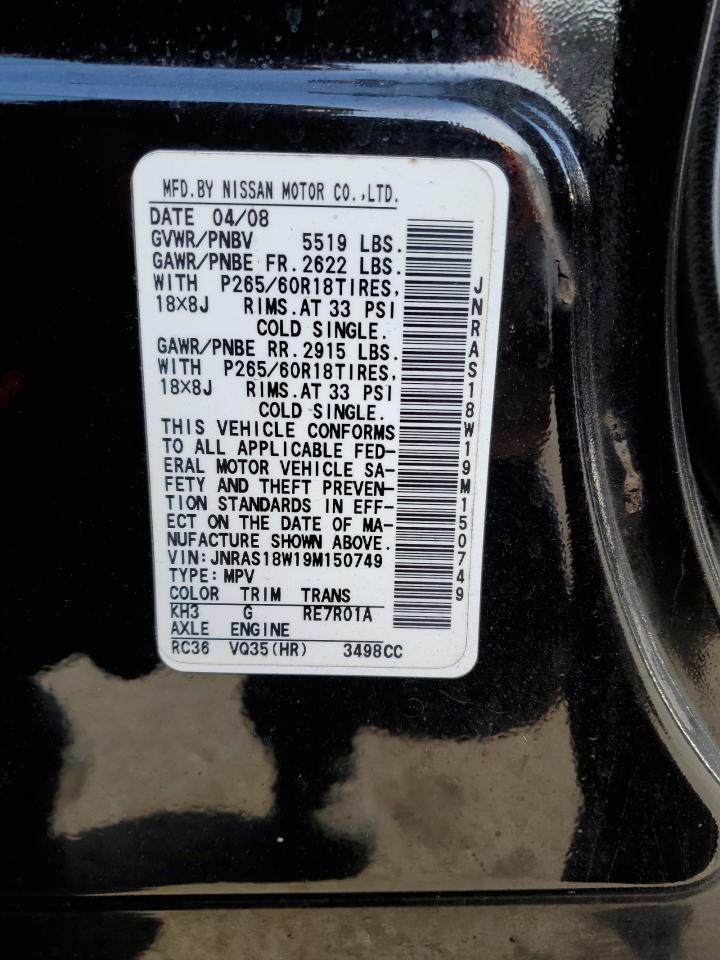 MFD.BY NISSAN MOTOR CO.,LTD.
DATE 04/08
GVWR/PNBV 5519 LBS.
GAWR/PNBE FR.2622 LBS.
WITH P265/60R18TIRES,
18X8J RIMS.AT 33 PSI
COLD SINGLE.
GAWR/PNBE RR.2915 LBS.
WITH P265/60R18TIRES,
18X8J RIMS.AT 33 PSI
COLD SINGLE.
THIS VEHICLE CONFORMS
TO ALL APPLICABLE FED-
ERAL MOTOR VEHICLE SA-
FETY AND THEFT PREVEN-
TION STANDARDS IN EFF-
ECT ON THE DATE OF MA-
NUFACTURE SHOWN ABOVE.
VIN:JNRAS18W19M150749
TYPE:MPV
COLOR TRIM TRANS
KH3 G RE7R01A
AXLE ENGINE
RC36 VQ35(HR) 3498CC
JNRAS18W19M150749